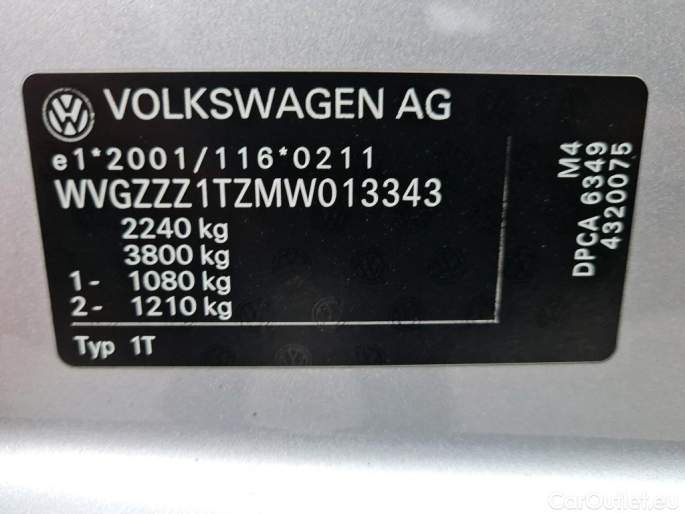 VOLKSWAGEN AG
e1*2001/116*0211
WVGZZZ1TZMW013343
2240 kg
3800 kg
1- 1080 kg
2- 1210 kg
Typ 1T
M4
DPCA 6349
4320075
CarOutlet.eu